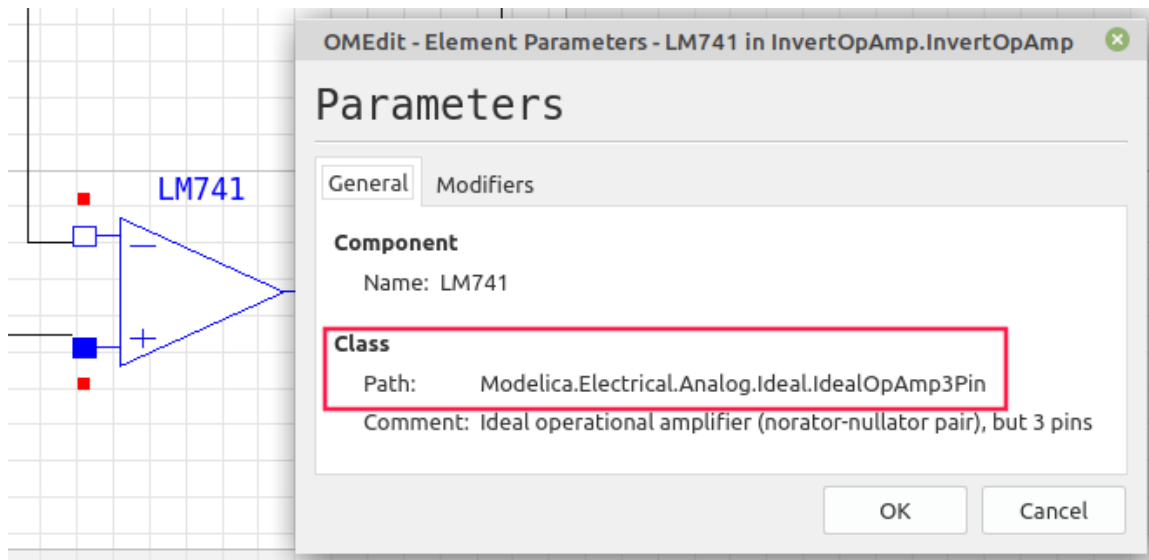 OMEdit - Element Parameters - LM741 in InvertOpAmp.InvertOpAmp
Parameters
LM741
General Modifiers
Component
Name: LM741
Class
Path: Modelica.Electrical.Analog.Ideal.IdealOpAmp3Pin
Comment: Ideal operational amplifier (norator-nullator pair), but 3 pins
OK Cancel